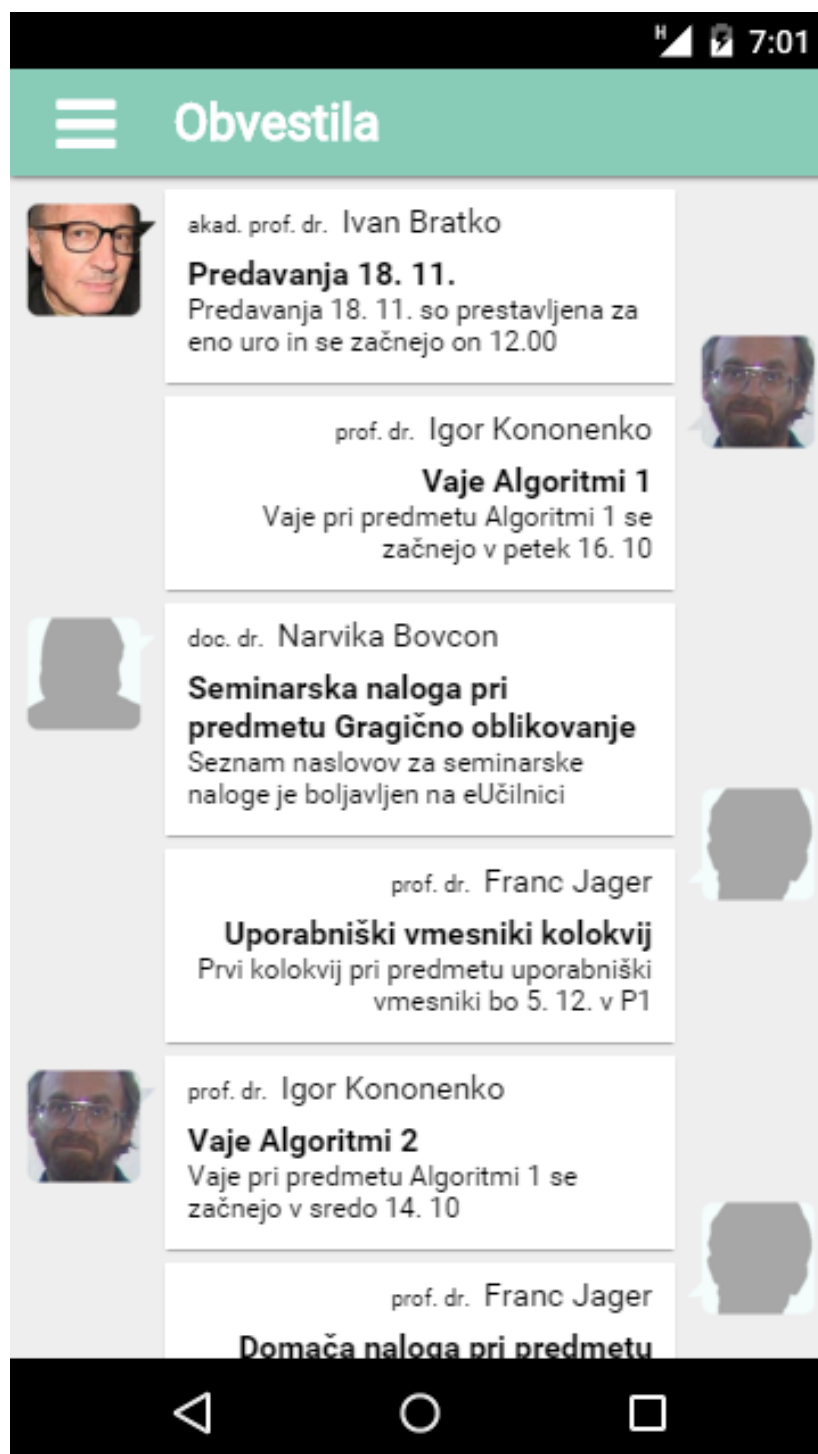 H 7:01
Obvestila
akad. prof. dr. Ivan Bratko
Predavanja 18. 11.
Predavanja 18. 11. so prestavljena za
eno uro in se začnejo on 12.00
prof. dr. Igor Kononenko
Vaje Algoritmi 1
Vaje pri predmetu Algoritmi 1 se
začnejo v petek 16. 10
doc. dr. Narvika Bovcon
Seminarska naloga pri
predmetu Gragično oblikovanje
Seznam naslovov za seminarske
naloge je boljavljen na eUčilnici
prof. dr. Franc Jager
Uporabniški vmesniki kolokvij
Prvi kolokvij pri predmetu uporabniški
vmesniki bo 5. 12. v P1
prof. dr. Igor Kononenko
Vaje Algoritmi 2
Vaje pri predmetu Algoritmi 1 se
začnejo v sredo 14. 10
prof. dr. Franc Jager
Domača naloga pri predmetu